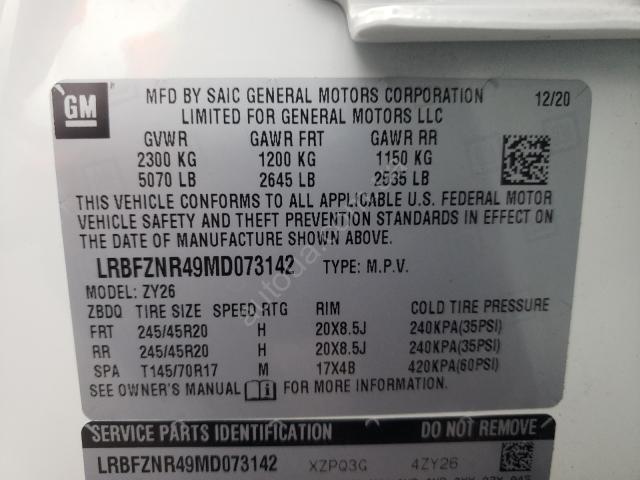 GM
MFD BY SAIC GENERAL MOTORS CORPORATION 12/20
LIMITED FOR GENERAL MOTORS LLC
GVWR GAWR FRT GAWR RR
2300 KG 1200 KG 1150 KG
5070 LB 2645 LB 2535 LB
THIS VEHICLE CONFORMS TO ALL APPLICABLE U.S. FEDERAL MOTOR
VEHICLE SAFETY AND THEFT PREVENTION STANDARDS IN EFFECT ON
THE DATE OF MANUFACTURE SHOWN ABOVE.
LRBFZNR49MD073142 TYPE: M.P.V.
MODEL: ZY26
ZBDQ TIRE SIZE SPEED RTG RIM COLD TIRE PRESSURE
FRT 245/45R20 H 20X8.5J 240KPA(35PSI)
RR 245/45R20 H 20X8.5J 240KPA(35PSI)
SPA T145/70R17 M 17X4B 420KPA(60PSI)
SEE OWNER'S MANUAL FOR MORE INFORMATION
SERVICE PARTS IDENTIFICATION DO NOT REMOVE
LRBFZNR49MD073142 XZPQ3G 4ZY26